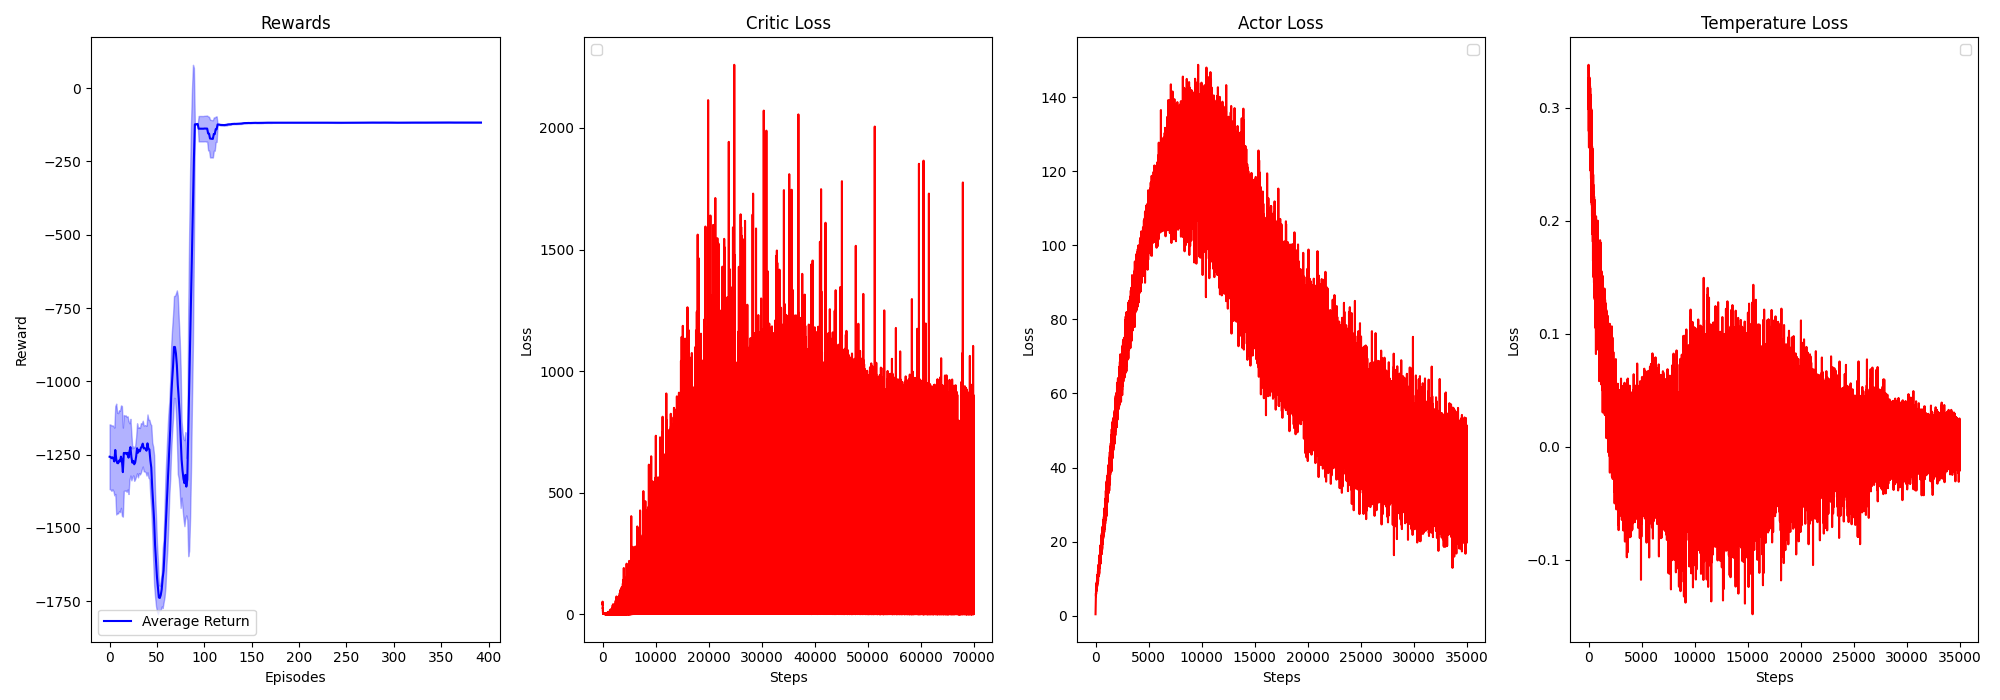 Rewards
Reward
0
−250
−500
−750
−1000
−1250
−1500
−1750
Average Return
0 50 100 150 200 250 300 350 400
Episodes
Critic Loss
Loss
2000
1500
1000
500
0
0 10000 20000 30000 40000 50000 60000 70000
Steps
Actor Loss
Loss
140
120
100
80
60
40
20
0
0 5000 10000 15000 20000 25000 30000 35000
Steps
Temperature Loss
Loss
0.3
0.2
0.1
0.0
−0.1
0 5000 10000 15000 20000 25000 30000 35000
Steps